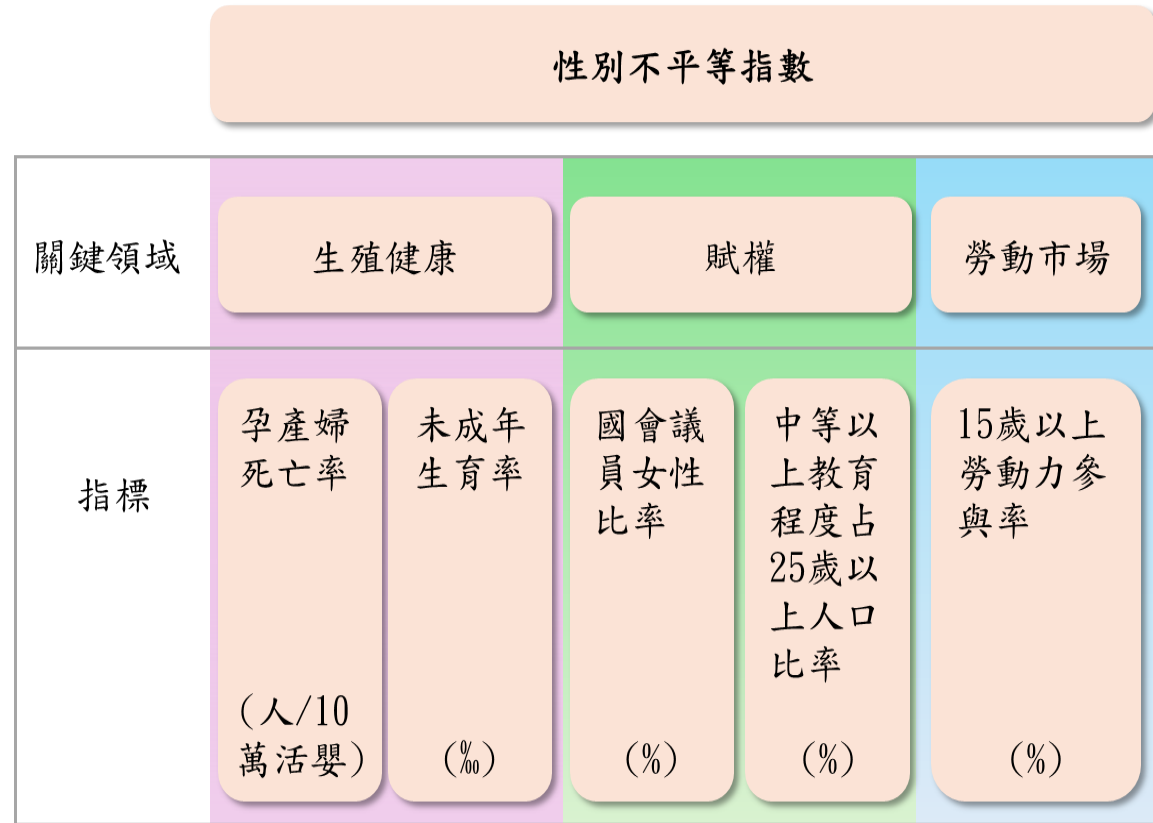 性別不平等指數
關鍵領域
生殖健康
賦權
勞動市場
指標
孕產婦
死亡率
(人/10
萬活嬰)
未成年
生育率
(‰)
國會議
員女性
比率
(%)
中等以
上教育
程度占
25歲以
上人口
比率
(%)
15歲以上
勞動力參
與率
(%)